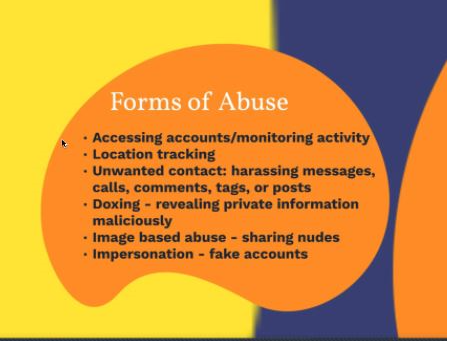 Forms of Abuse
· Accessing accounts/monitoring activity
· Location tracking
· Unwanted contact: harassing messages,
calls, comments, tags, or posts
· Doxing - revealing private information
maliciously
· Image based abuse - sharing nudes
· Impersonation - fake accounts